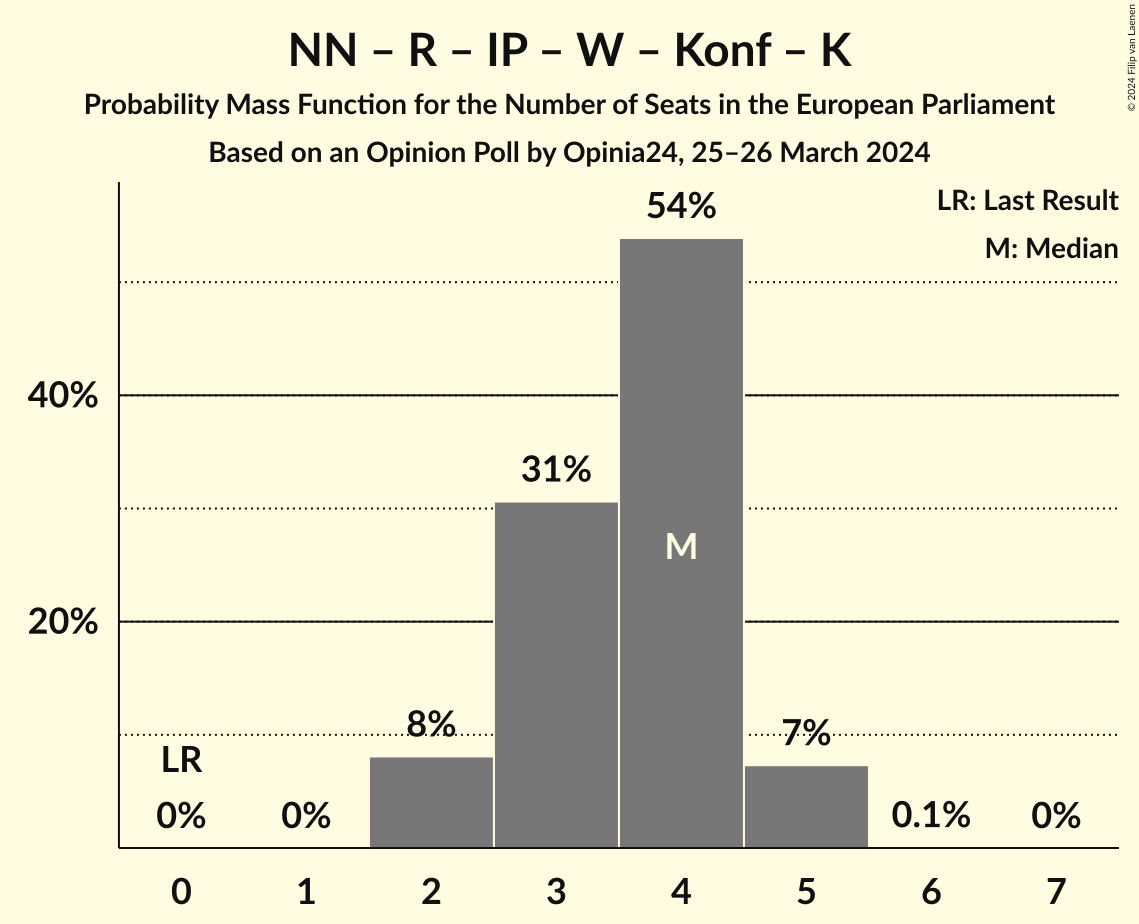 NN – R – IP – W – Konf – K
Probability Mass Function for the Number of Seats in the European Parliament
Based on an Opinion Poll by Opinia24, 25–26 March 2024
© 2024 Filip van Laenen
LR: Last Result
M: Median
54%
40%
31%
M
20%
8%
7%
LR
0%
0%
0.1%
0%
0 1 2 3 4 5 6 7